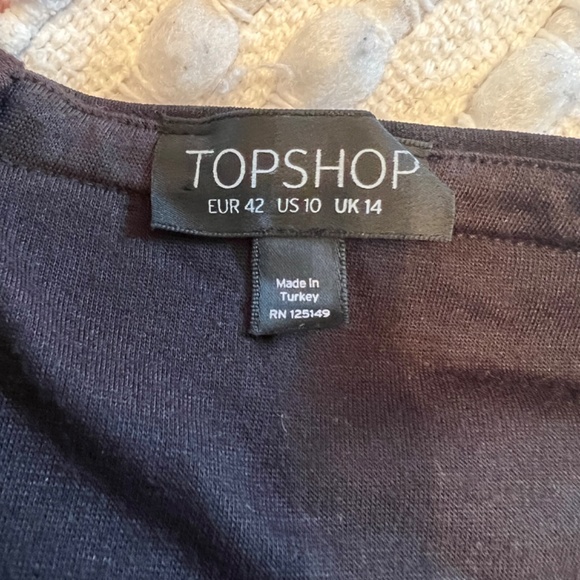 TOPSHOP
EUR 42 US 10 UK 14
Made In
Turkey
RN 125149